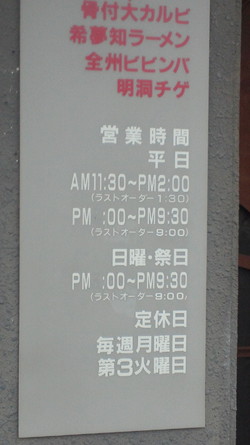 骨付大カルビ
希夢知ラーメン
全州ビビンバ
明洞チゲ
営業時間
平日
AM11:30~PM2:00
(ラストオーダー1:30)
PM :00~PM9:30
(ラストオーダー9:00)
日曜・祭日
PM :00~PM9:30
(ラストオーダー9:00)
定休日
毎週月曜日
第3火曜日